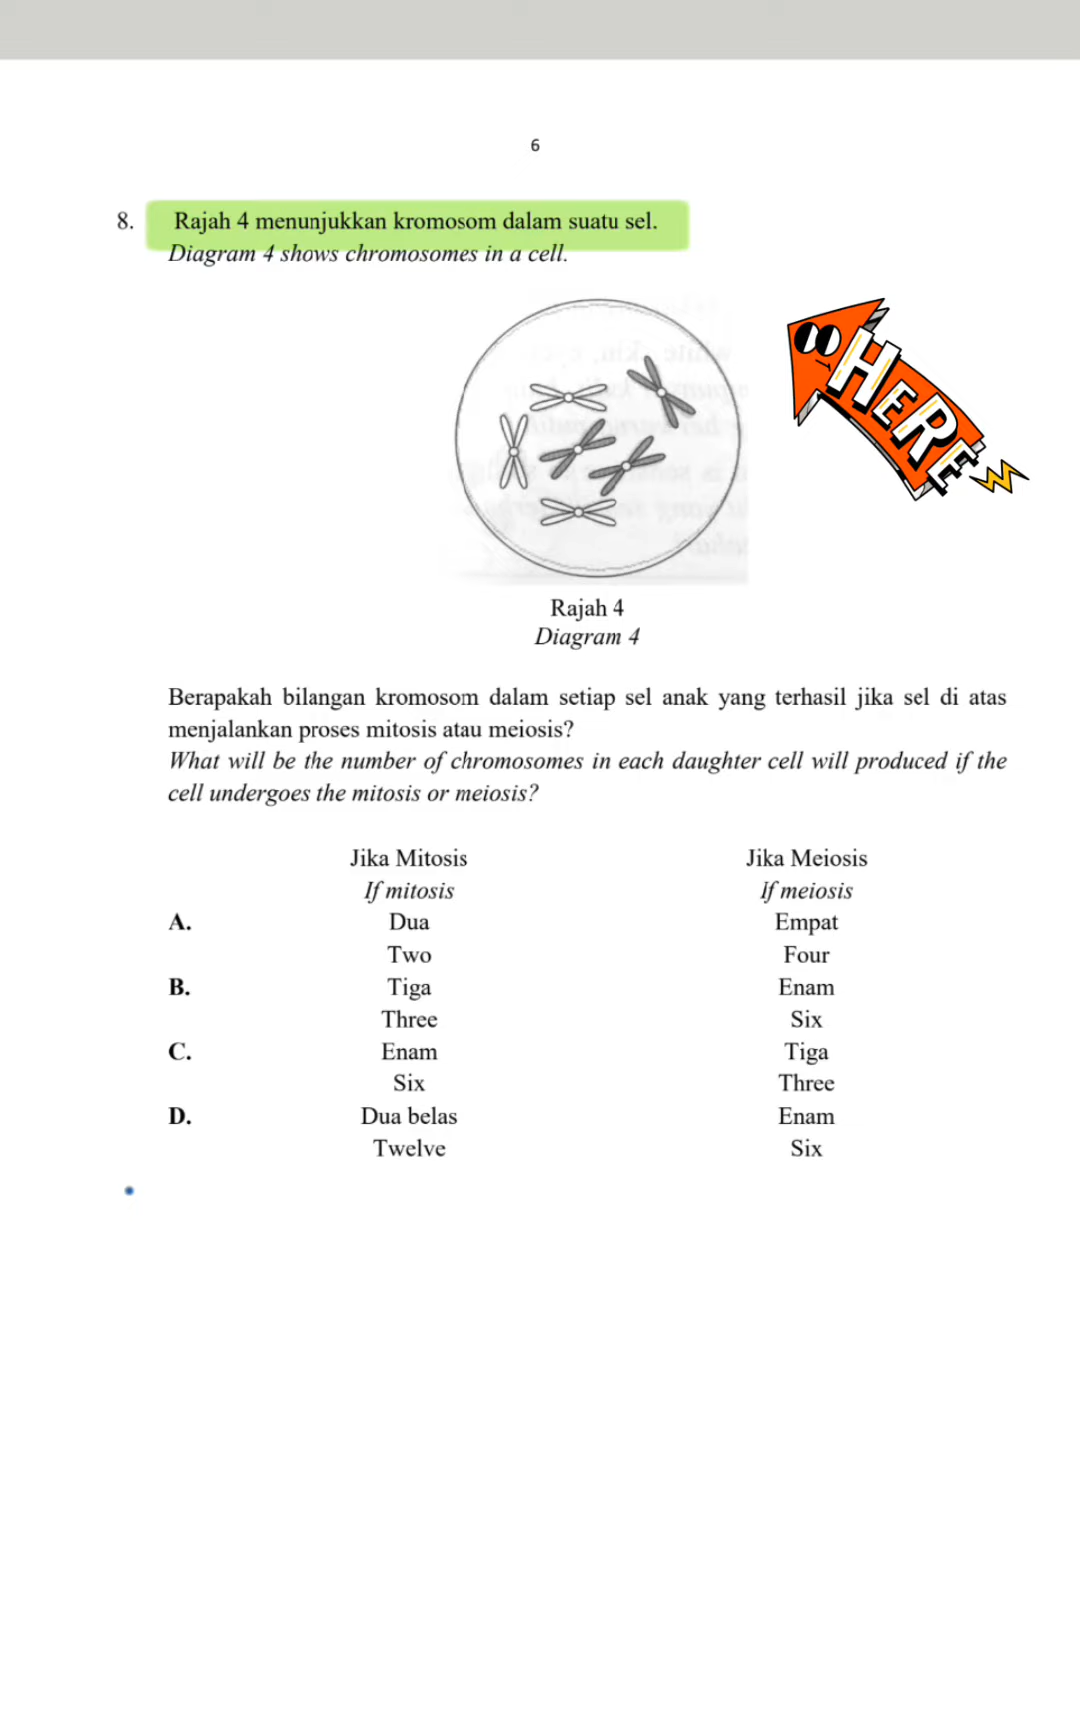 6
8. Rajah 4 menunjukkan kromosom dalam suatu sel.
Diagram 4 shows chromosomes in a cell.
HERE
Rajah 4
Diagram 4
Berapakah bilangan kromosom dalam setiap sel anak yang terhasil jika sel di atas
menjalankan proses mitosis atau meiosis?
What will be the number of chromosomes in each daughter cell will produced if the
cell undergoes the mitosis or meiosis?
Jika Mitosis Jika Meiosis
If mitosis If meiosis
A. Dua Empat
Two Four
B. Tiga Enam
Three Six
C. Enam Tiga
Six Three
D. Dua belas Enam
Twelve Six